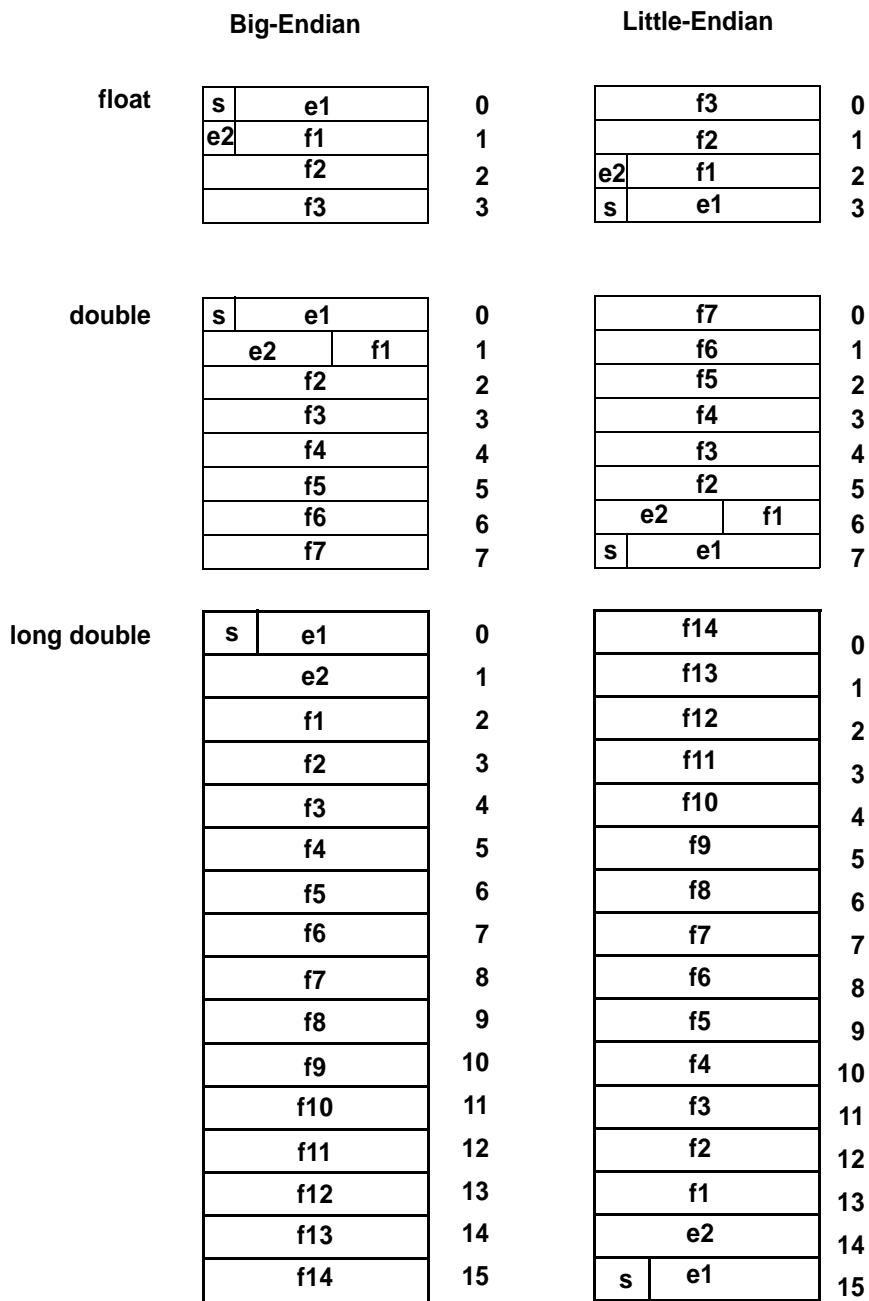 Big-Endian Little-Endian
float s e1 0 f3 0
e2 f1 1 f2 1
f2 2 e2 f1 2
f3 3 s e1 3
double s e1 0 f7 0
e2 f1 1 f6 1
f2 2 f5 2
f3 3 f4 3
f4 4 f3 4
f5 5 f2 5
f6 6 e2 f1 6
f7 7 s e1 7
long double s e1 0 f14 0
e2 1 f13 1
f1 2 f12 2
f2 3 f11 3
f3 4 f10 4
f4 5 f9 5
f5 6 f8 6
f6 7 f7 7
f7 8 f6 8
f8 9 f5 9
f9 10 f4 10
f10 11 f3 11
f11 12 f2 12
f12 13 f1 13
f13 14 e2 14
f14 15 s e1 15